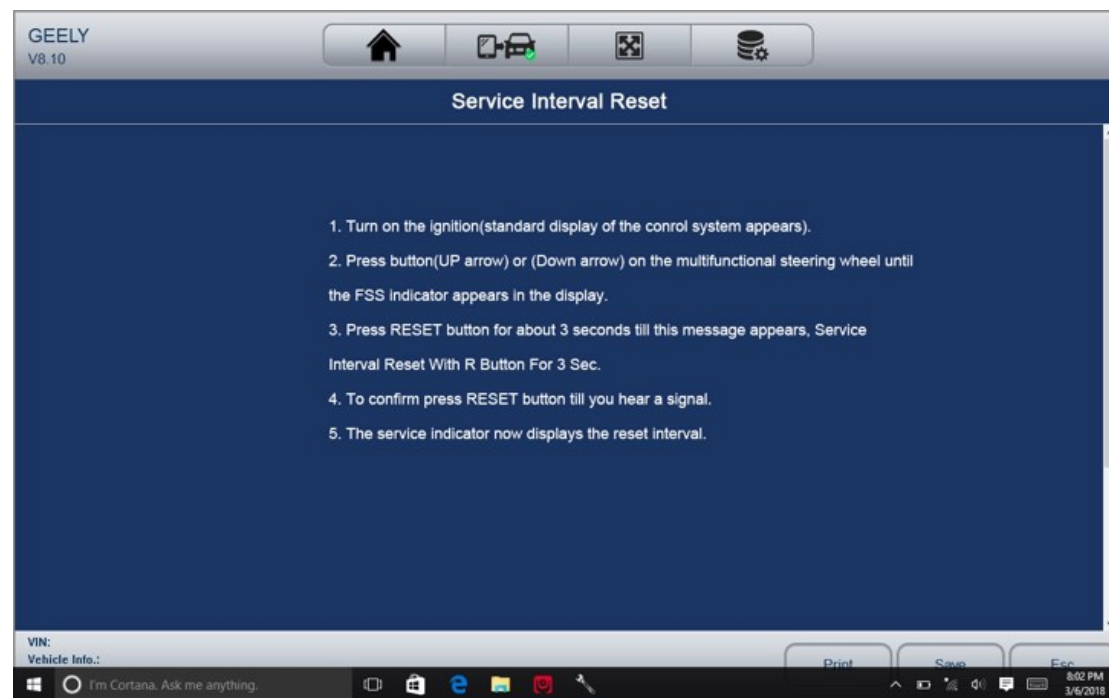 GEELY
V8.10
Service Interval Reset
1. Turn on the ignition(standard display of the conrol system appears).
2. Press button(UP arrow) or (Down arrow) on the multifunctional steering wheel until
the FSS indicator appears in the display.
3. Press RESET button for about 3 seconds till this message appears, Service
Interval Reset With R Button For 3 Sec.
4. To confirm press RESET button till you hear a signal.
5. The service indicator now displays the reset interval.
VIN:
Vehicle Info.:
Print Save Esc
I'm Cortana. Ask me anything.
8:02 PM
3/6/2018